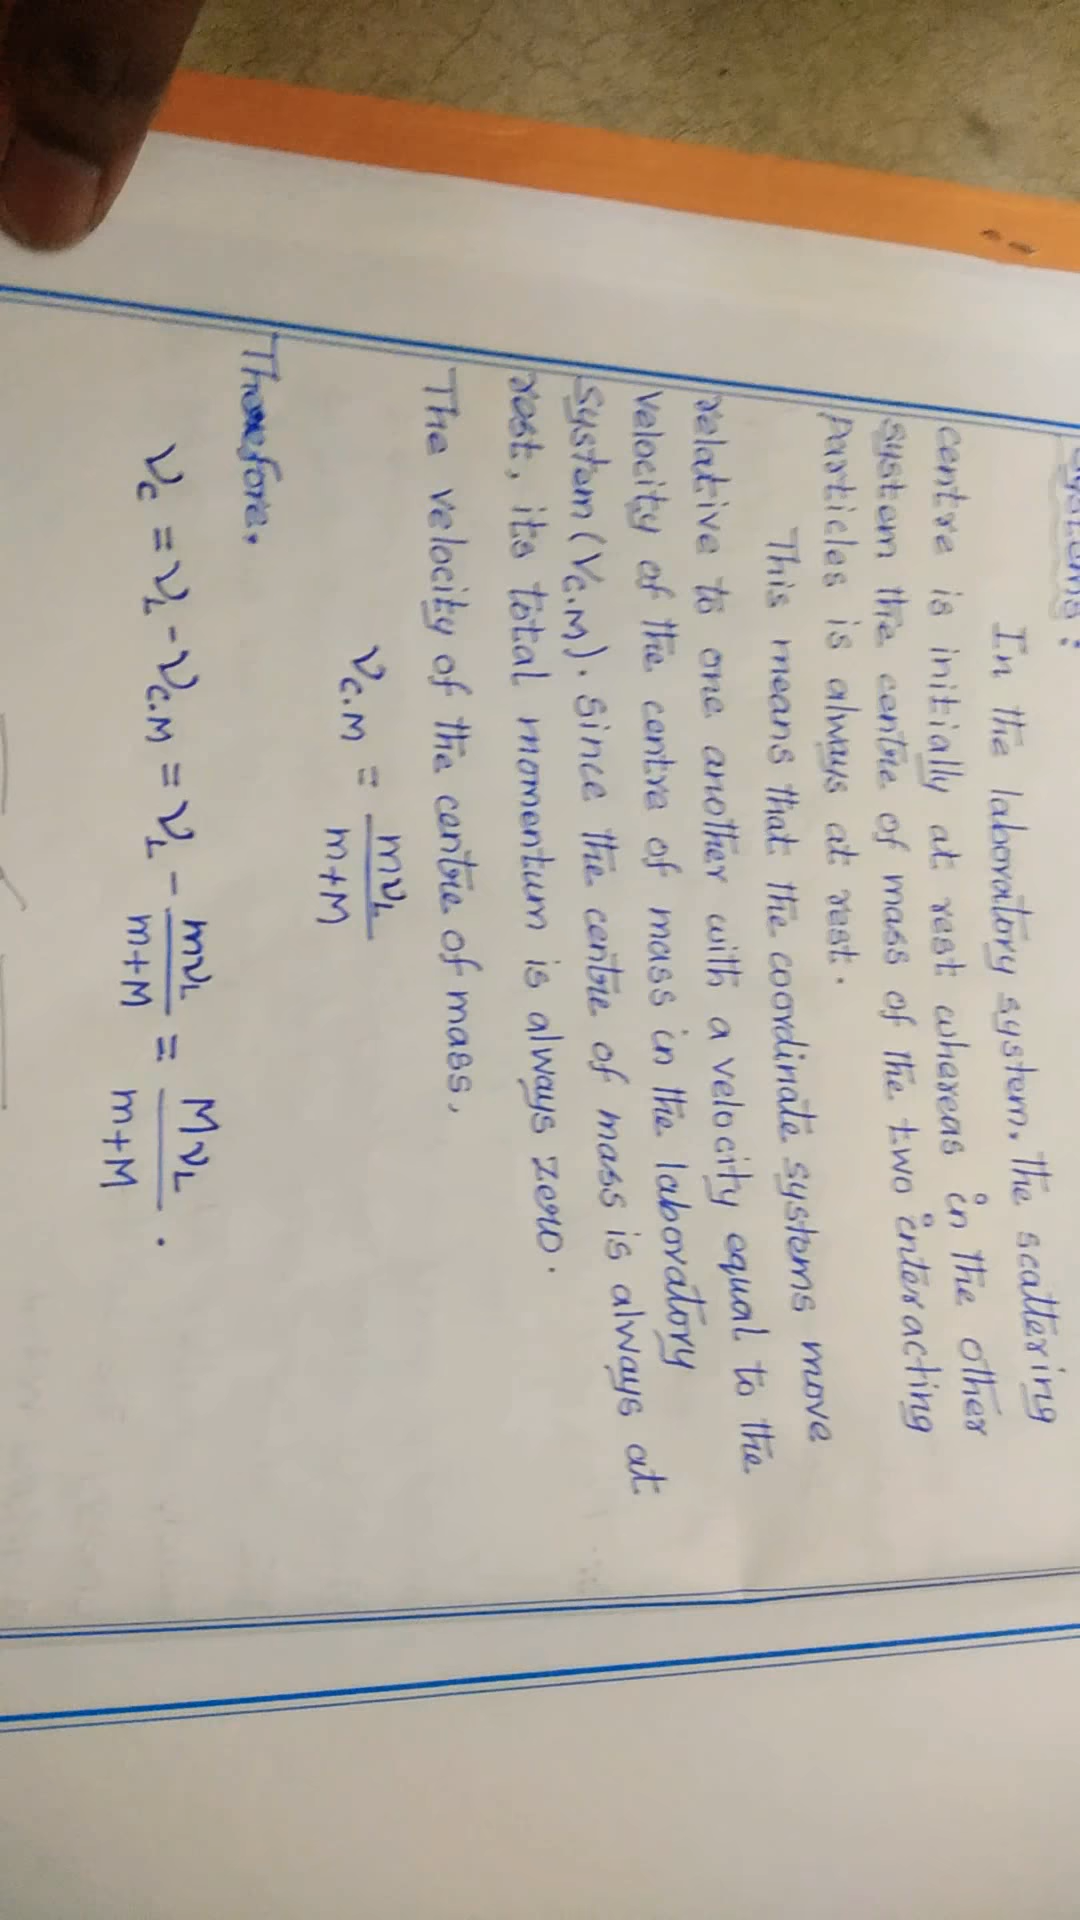 In the laboratory system, the scattering
centre is initially at rest whereas in the other
system the centre of mass of the two interacting
particles is always at rest.
This means that the coordinate systems move
relative to one another with a velocity equal to the
velocity of the centre of mass in the laboratory
system (Vc.M). since the centre of mass is always at
rest, its total momentum is always zero.
The velocity of the centre of mass,
νc.M = mνL / m+M
Therefore,
νc = νL - νc.M = νL - mνL / m+M = MνL / m+M .